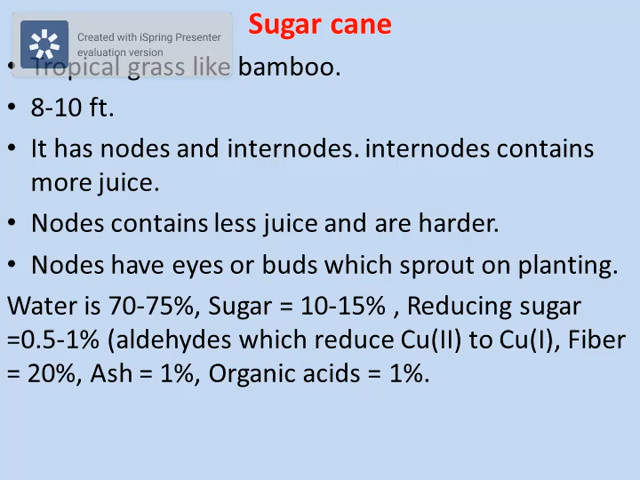 Sugar cane
Created with iSpring Presenter
evaluation version
• Tropical grass like bamboo.
• 8-10 ft.
• It has nodes and internodes. internodes contains
more juice.
• Nodes contains less juice and are harder.
• Nodes have eyes or buds which sprout on planting.
Water is 70-75%, Sugar = 10-15% , Reducing sugar
=0.5-1% (aldehydes which reduce Cu(II) to Cu(I), Fiber
= 20%, Ash = 1%, Organic acids = 1%.